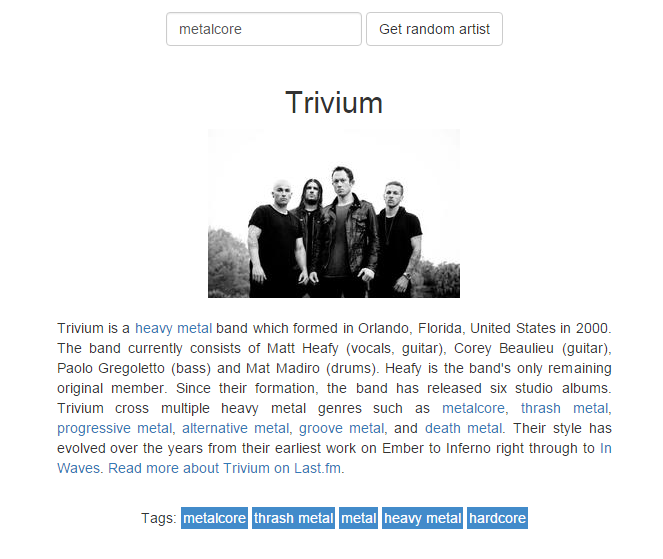 metalcore Get random artist
Trivium
Trivium is a heavy metal band which formed in Orlando, Florida, United States in 2000.
The band currently consists of Matt Heafy (vocals, guitar), Corey Beaulieu (guitar),
Paolo Gregoletto (bass) and Mat Madiro (drums). Heafy is the band's only remaining
original member. Since their formation, the band has released six studio albums.
Trivium cross multiple heavy metal genres such as metalcore, thrash metal,
progressive metal, alternative metal, groove metal, and death metal. Their style has
evolved over the years from their earliest work on Ember to Inferno right through to In
Waves. Read more about Trivium on Last.fm.
Tags: metalcore thrash metal metal heavy metal hardcore